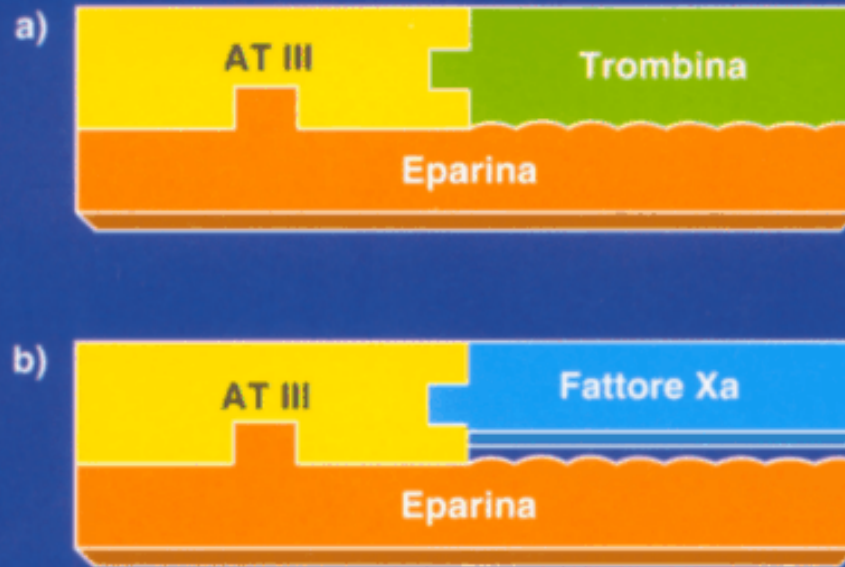 a)
AT III
Trombina
Eparina
b)
AT III
Fattore Xa
Eparina